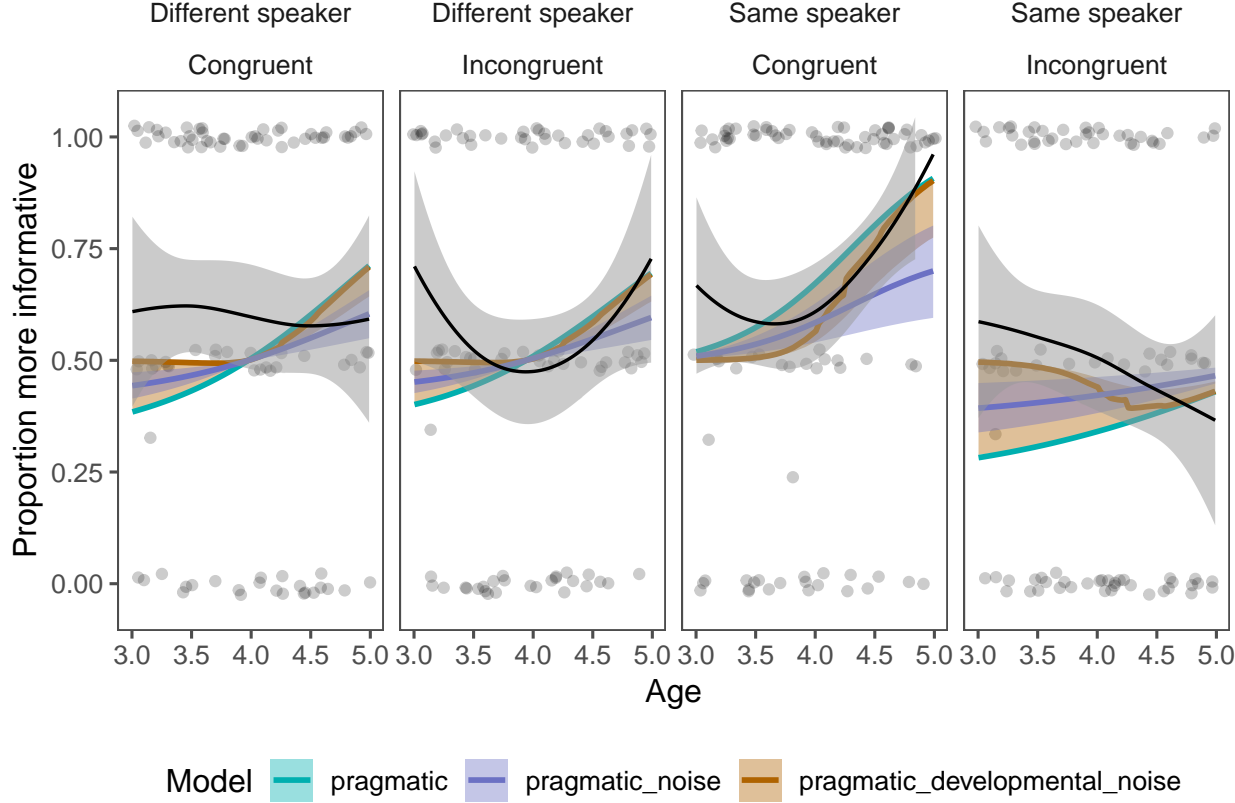 Different speaker Different speaker Same speaker Same speaker
Congruent Incongruent Congruent Incongruent
Proportion more informative
1.00
0.75
0.50
0.25
0.00
3.0 3.5 4.0 4.5 5.0 3.0 3.5 4.0 4.5 5.0 3.0 3.5 4.0 4.5 5.0 3.0 3.5 4.0 4.5 5.0
Age
Model pragmatic pragmatic_noise pragmatic_developmental_noise